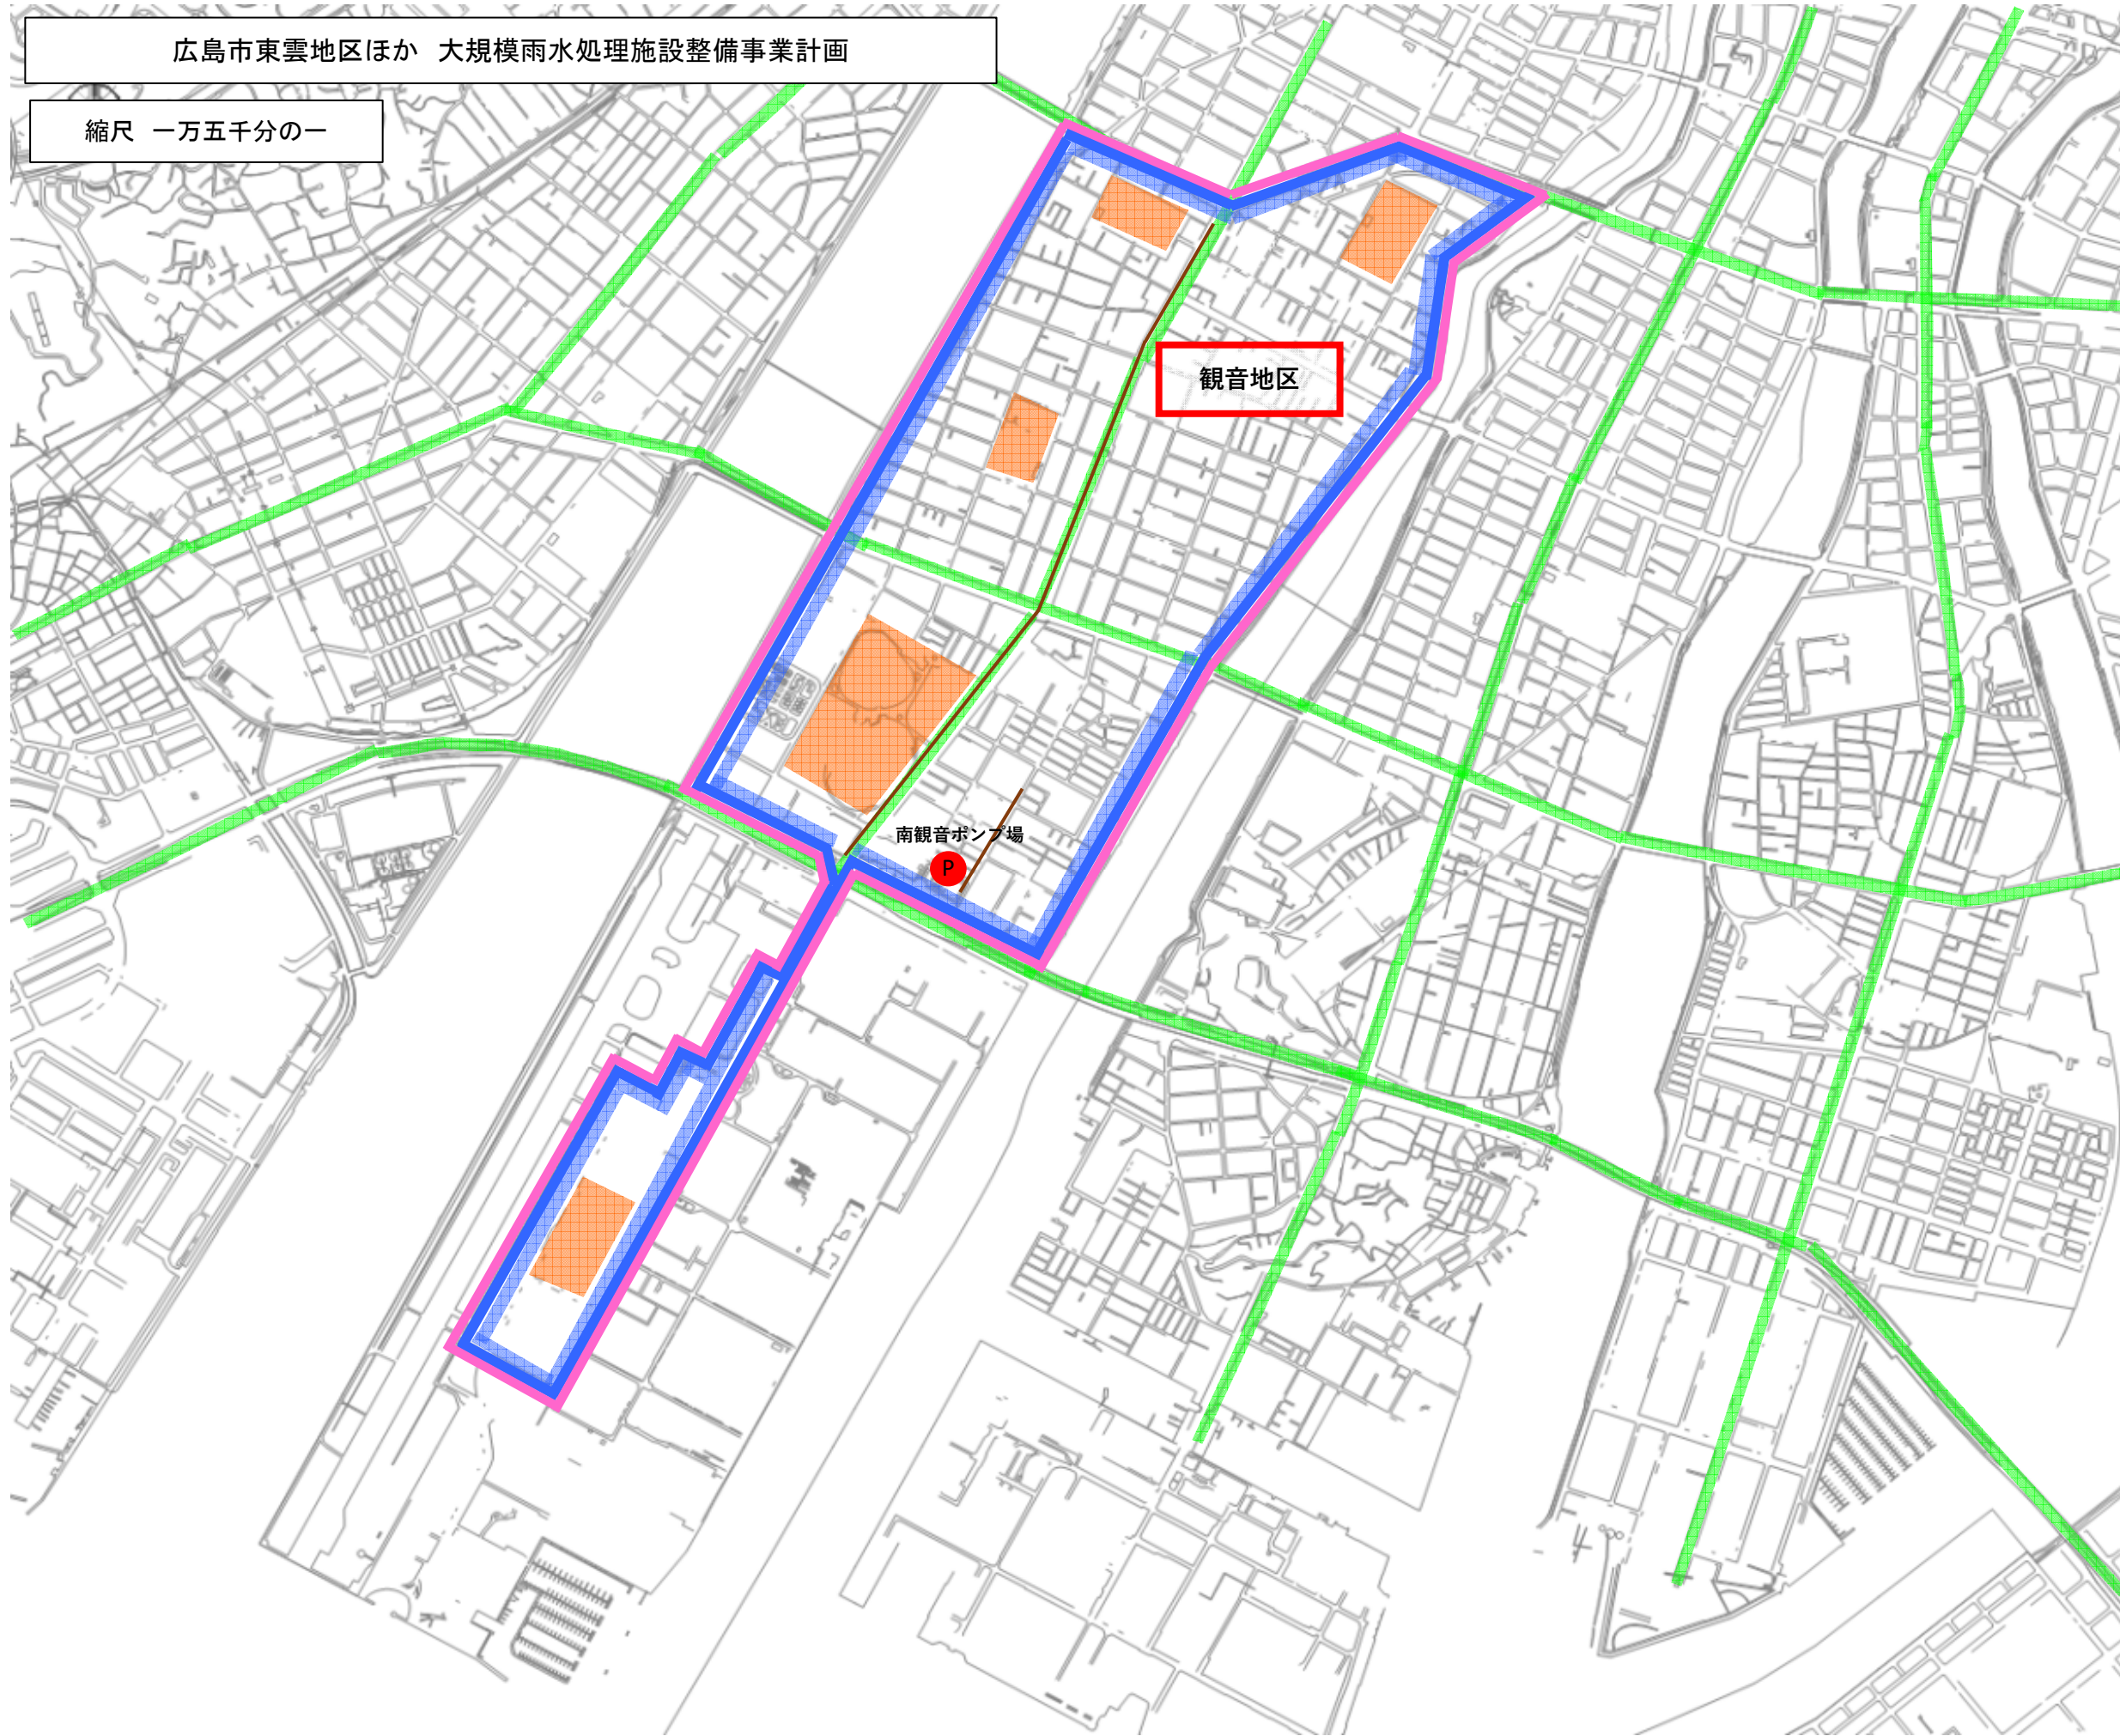 広島市東雲地区ほか　大規模雨水処理施設整備事業計画
縮尺　一万五千分の一
観音地区
南観音ポンプ場
P